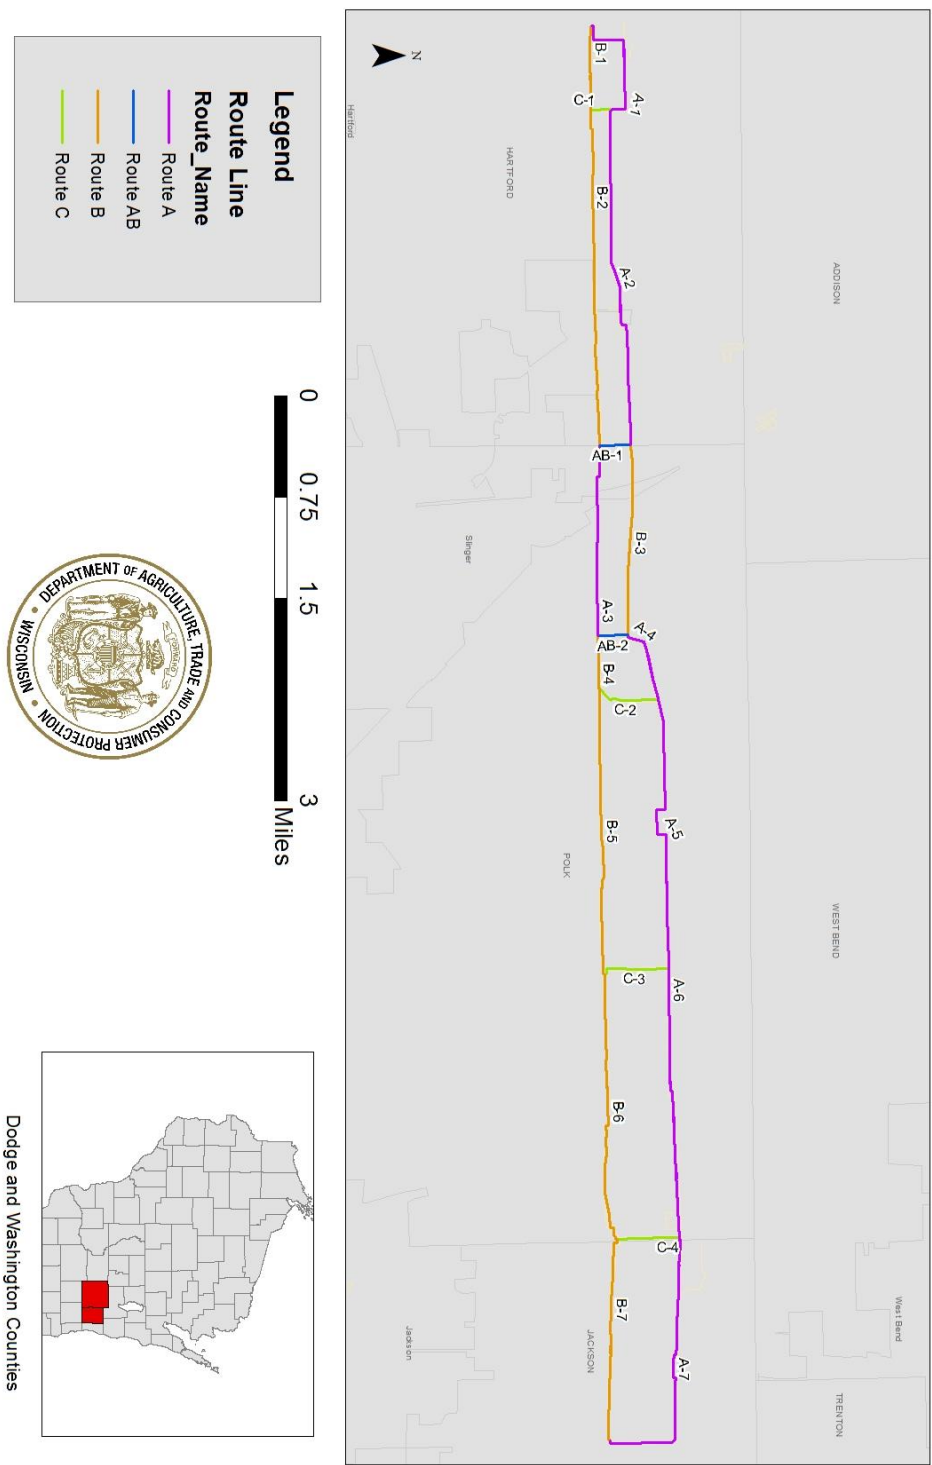 N
B-1
A-1
C-1
Hartford
HARTFORD
B-2
A-2
ADDISON
AB-1
B-3
Slinger
A-3
A-4
AB-2
B-4
C-2
B-5
A-5
POLK
WEST BEND
C-3
A-6
B-6
C-4
B-7
JACKSON
Jackson
A-7
West Bend
TRENTON
Legend
Route Line
Route_Name
Route A
Route AB
Route B
Route C
0 0.75 1.5 3
Miles
DEPARTMENT OF AGRICULTURE, TRADE AND CONSUMER PROTECTION
WISCONSIN
Dodge and Washington Counties